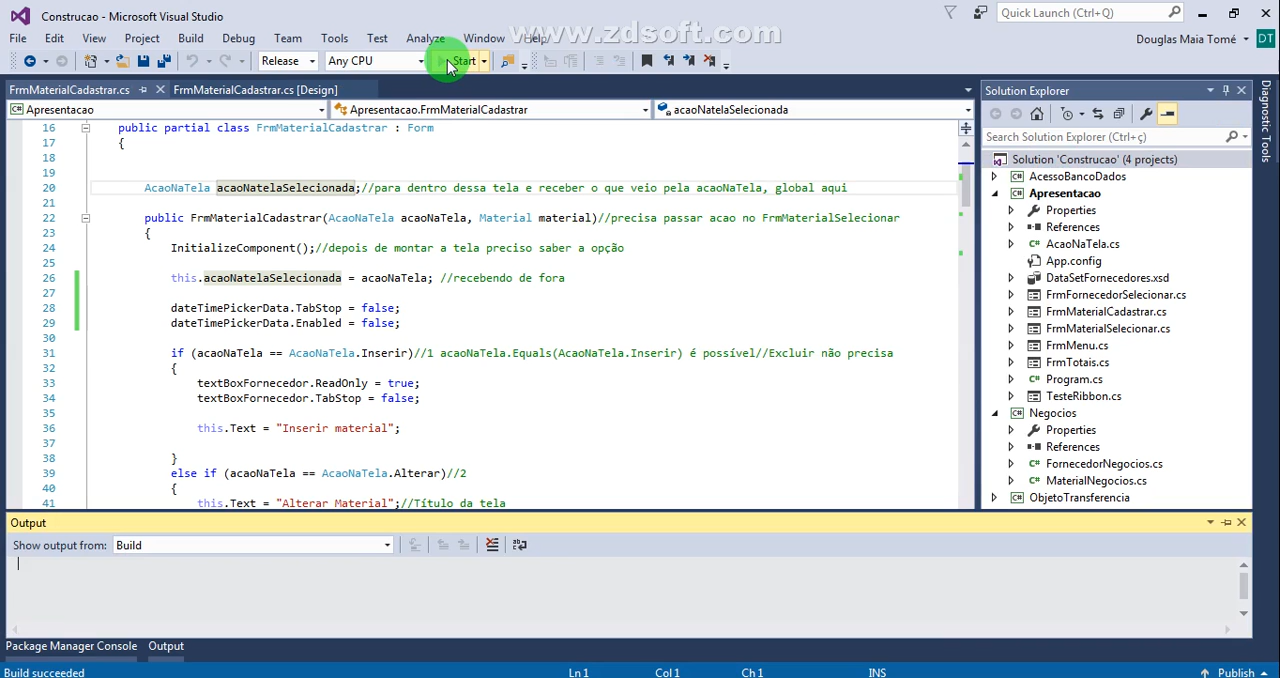 Construcao - Microsoft Visual Studio
www.zdsoft.com
Quick Launch (Ctrl+Q)
File Edit View Project Build Debug Team Tools Test Analyze Window Help
Douglas Maia Tomé DT
Release Any CPU Start
FrmMaterialCadastrar.cs FrmMaterialCadastrar.cs [Design]
Apresentacao Apresentacao.FrmMaterialCadastrar acaoNatelaSelecionada
16 public partial class FrmMaterialCadastrar : Form
17 {
18
19
20 AcaoNaTela acaoNatelaSelecionada;//para dentro dessa tela e receber o que veio pela acaoNaTela, global aqui
21
22 public FrmMaterialCadastrar(AcaoNaTela acaoNaTela, Material material)//precisa passar acao no FrmMaterialSelecionar
23 {
24 InitializeComponent();//depois de montar a tela preciso saber a opção
25
26 this.acaoNatelaSelecionada = acaoNaTela; //recebendo de fora
27
28 dateTimePickerData.TabStop = false;
29 dateTimePickerData.Enabled = false;
30
31 if (acaoNaTela == AcaoNaTela.Inserir)//1 acaoNaTela.Equals(AcaoNaTela.Inserir) é possível//Excluir não precisa
32 {
33 textBoxFornecedor.ReadOnly = true;
34 textBoxFornecedor.TabStop = false;
35
36 this.Text = "Inserir material";
37
38 }
39 else if (acaoNaTela == AcaoNaTela.Alterar)//2
40 {
41 this.Text = "Alterar Material";//Título da tela
Solution Explorer
Search Solution Explorer (Ctrl+ç)
Solution 'Construcao' (4 projects)
AcessoBancoDados
Apresentacao
Properties
References
AcaoNaTela.cs
App.config
DataSetFornecedores.xsd
FrmFornecedorSelecionar.cs
FrmMaterialCadastrar.cs
FrmMaterialSelecionar.cs
FrmMenu.cs
FrmTotais.cs
Program.cs
TesteRibbon.cs
Negocios
Properties
References
FornecedorNegocios.cs
MaterialNegocios.cs
ObjetoTransferencia
Diagnostic Tools
Output
Show output from: Build
Package Manager Console Output
Build succeeded Ln 1 Col 1 Ch 1 INS Publish